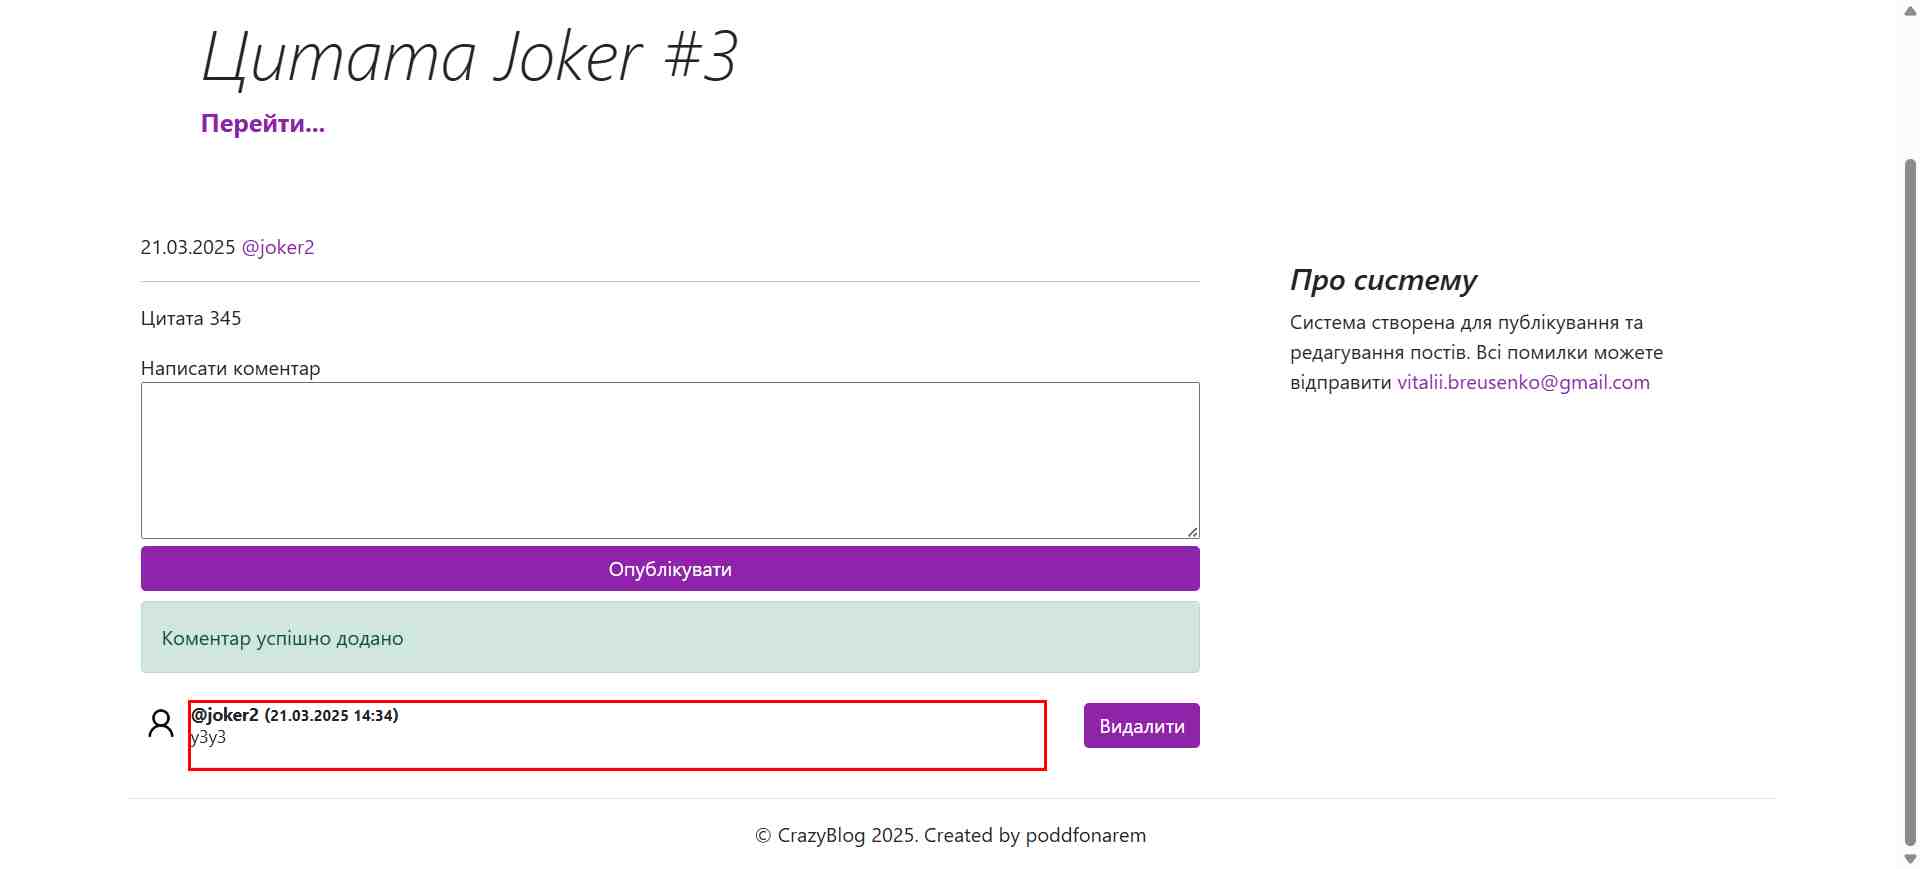 Цитата Joker #3
Перейти...
21.03.2025 @joker2
Цитата 345
Написати коментар
Опублікувати
Коментар успішно додано
@joker2 (21.03.2025 14:34)
у3у3
Видалити
Про систему
Система створена для публікування та
редагування постів. Всі помилки можете
відправити vitalii.breusenko@gmail.com
© CrazyBlog 2025. Created by poddfonarem